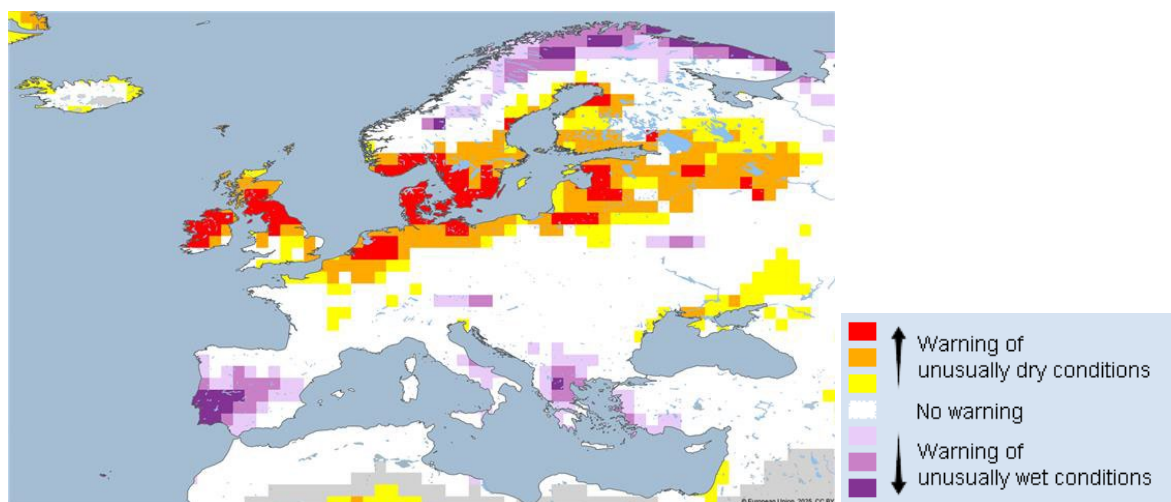 Warning of
unusually dry conditions
No warning
Warning of
unusually wet conditions
© European Union, 2025, CC BY